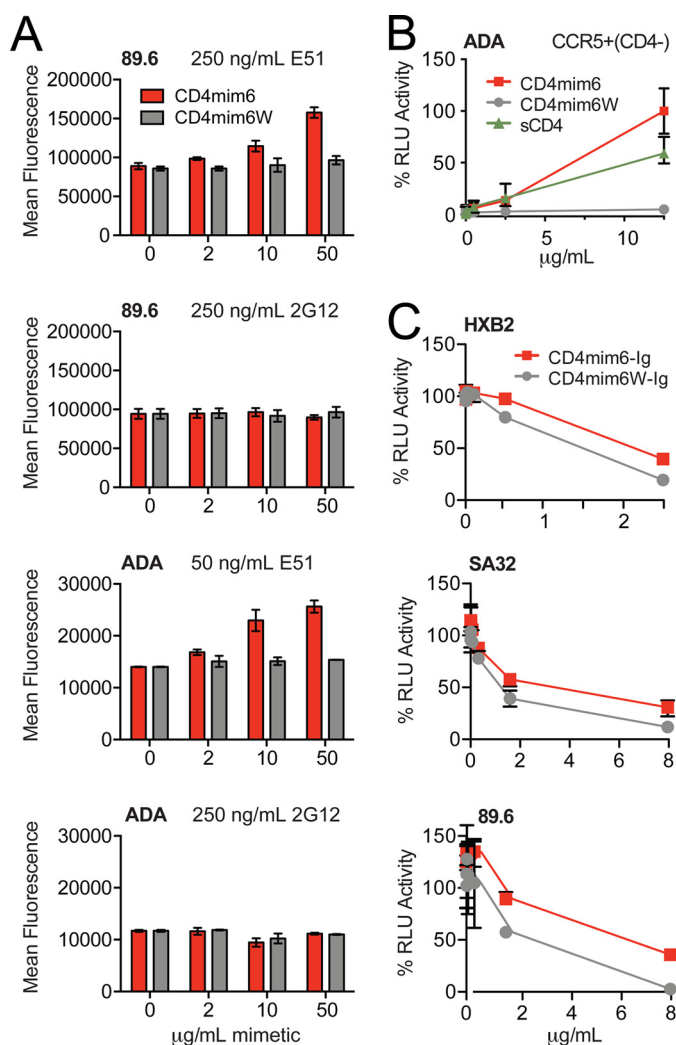 A
89.6 250 ng/mL E51
CD4mim6
CD4mim6W
Mean Fluorescence
200000
150000
100000
50000
0
0 2 10 50
89.6 250 ng/mL 2G12
Mean Fluorescence
200000
150000
100000
50000
0
0 2 10 50
ADA 50 ng/mL E51
Mean Fluorescence
30000
20000
10000
0
0 2 10 50
ADA 250 ng/mL 2G12
Mean Fluorescence
30000
20000
10000
0
0 2 10 50
µg/mL mimetic
B
ADA CCR5+(CD4-)
CD4mim6
CD4mim6W
sCD4
% RLU Activity
150
100
50
0
0 5 10
µg/mL
C
HXB2
CD4mim6-Ig
CD4mim6W-Ig
% RLU Activity
150
100
50
0
0 1 2
SA32
% RLU Activity
150
100
50
0
0 2 4 6 8
89.6
% RLU Activity
150
100
50
0
0 2 4 6 8
µg/mL